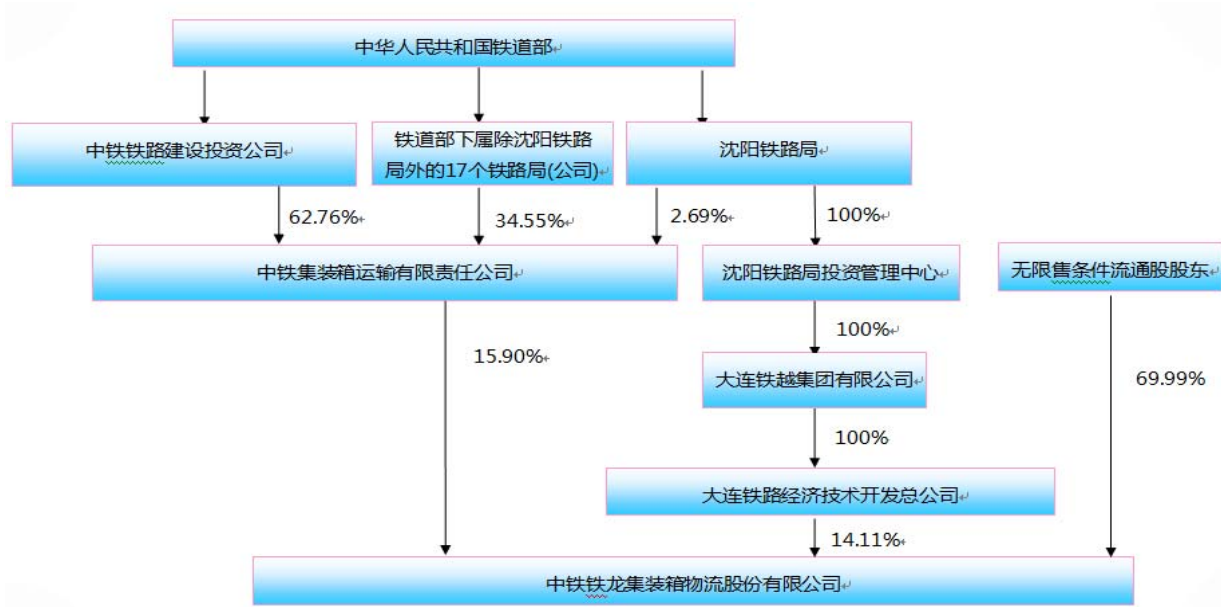 中华人民共和国铁道部
中铁铁路建设投资公司
铁道部下属除沈阳铁路
局外的17个铁路局(公司)
沈阳铁路局
62.76%
34.55%
2.69%
100%
中铁集装箱运输有限责任公司
沈阳铁路局投资管理中心
无限售条件流通股股东
15.90%
100%
69.99%
大连铁越集团有限公司
100%
大连铁路经济技术开发总公司
14.11%
中铁铁龙集装箱物流股份有限公司